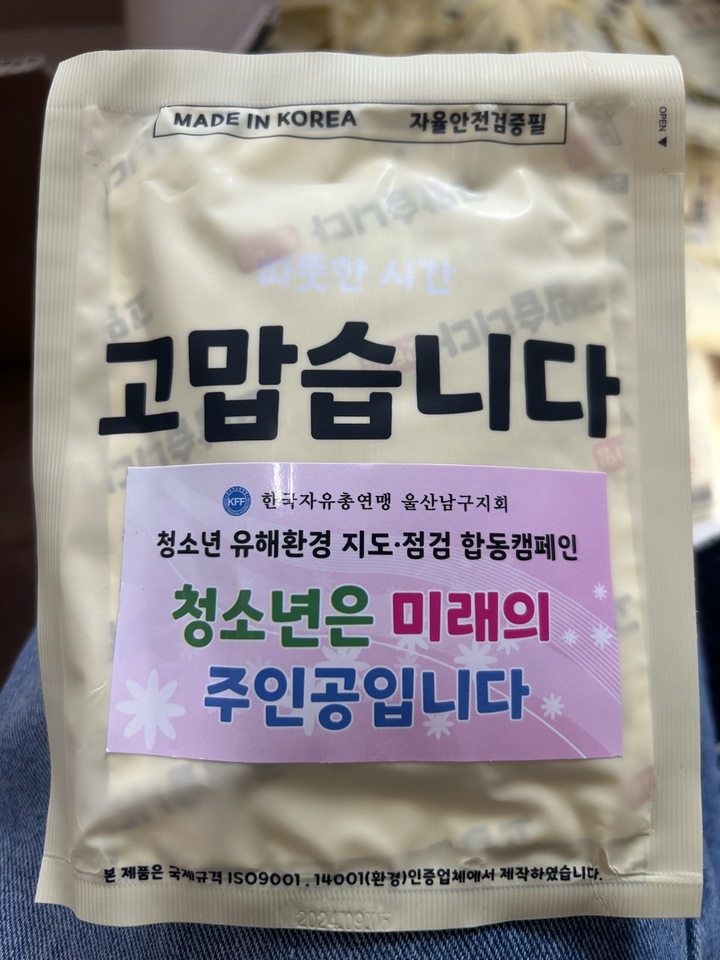 MADE IN KOREA 자율안전검증필
OPEN
따뜻한 시간
고맙습니다
KFF 한국자유총연맹 울산남구지회
청소년 유해환경 지도·점검 합동캠페인
청소년은 미래의
주인공입니다
본 제품은 국제규격 ISO9001 . 14001(환경)인증업체에서 제작하였습니다.